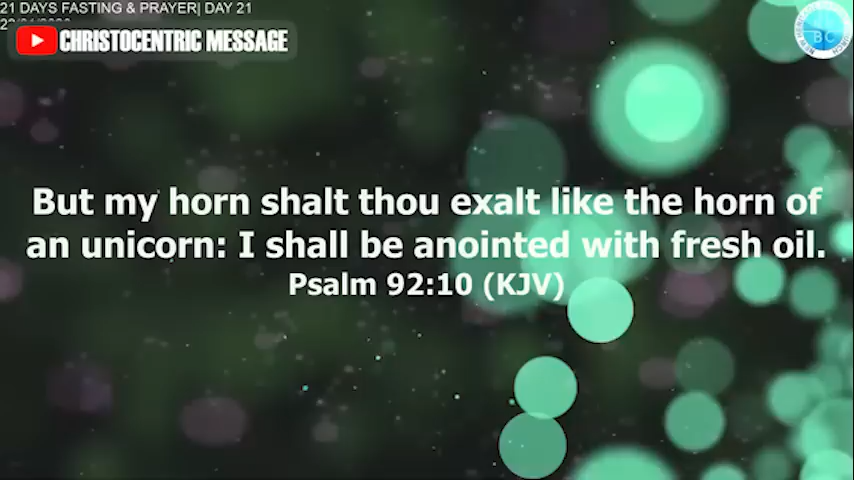 21 DAYS FASTING & PRAYER| DAY 21
CHRISTOCENTRIC MESSAGE
BC
But my horn shalt thou exalt like the horn of
an unicorn: I shall be anointed with fresh oil.
Psalm 92:10 (KJV)